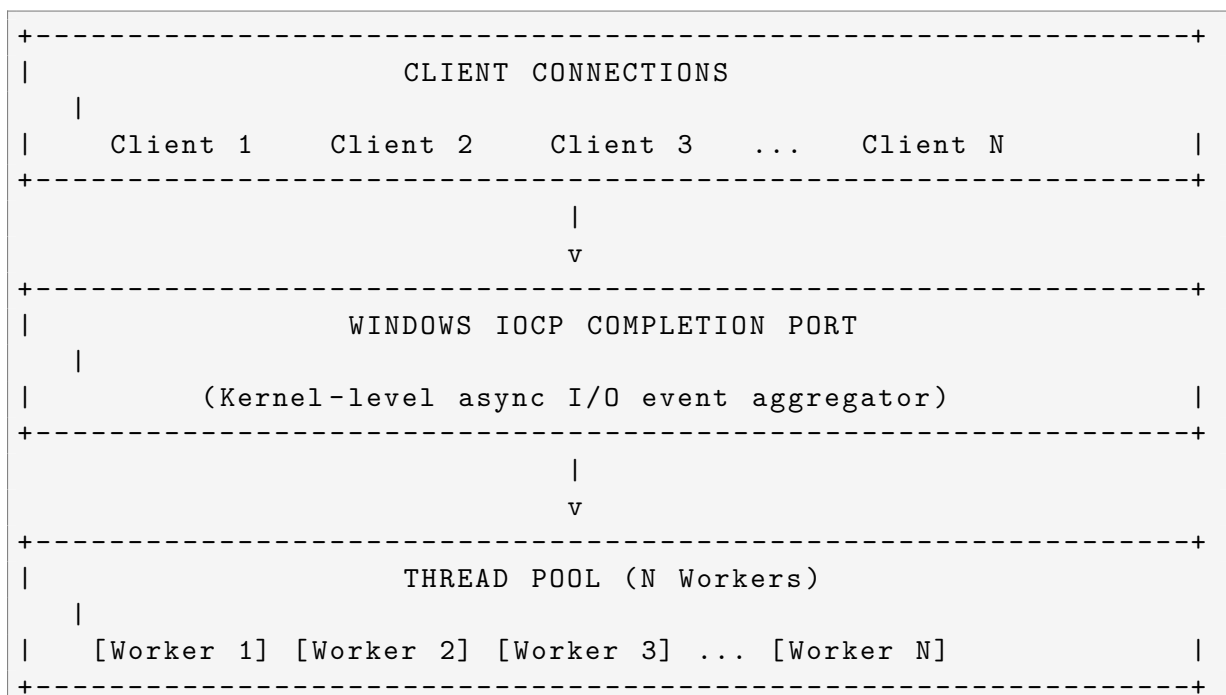 +---------------------------------------------------------------+
|                     CLIENT CONNECTIONS
   |
|    Client 1    Client 2    Client 3   ...   Client N          |
+---------------------------------------------------------------+
                              |
                              v
+---------------------------------------------------------------+
|                 WINDOWS IOCP COMPLETION PORT
   |
|         (Kernel-level async I/O event aggregator)             |
+---------------------------------------------------------------+
                              |
                              v
+---------------------------------------------------------------+
|                    THREAD POOL (N Workers)
   |
|   [Worker 1] [Worker 2] [Worker 3] ... [Worker N]             |
+---------------------------------------------------------------+